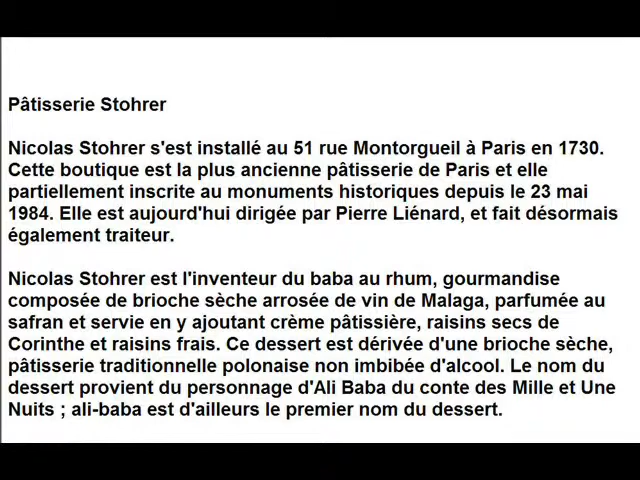 Pâtisserie Stohrer
Nicolas Stohrer s'est installé au 51 rue Montorgueil à Paris en 1730.
Cette boutique est la plus ancienne pâtisserie de Paris et elle
partiellement inscrite au monuments historiques depuis le 23 mai
1984. Elle est aujourd'hui dirigée par Pierre Liénard, et fait désormais
également traiteur.
Nicolas Stohrer est l'inventeur du baba au rhum, gourmandise
composée de brioche sèche arrosée de vin de Malaga, parfumée au
safran et servie en y ajoutant crème pâtissière, raisins secs de
Corinthe et raisins frais. Ce dessert est dérivée d'une brioche sèche,
pâtisserie traditionnelle polonaise non imbibée d'alcool. Le nom du
dessert provient du personnage d'Ali Baba du conte des Mille et Une
Nuits ; ali-baba est d'ailleurs le premier nom du dessert.